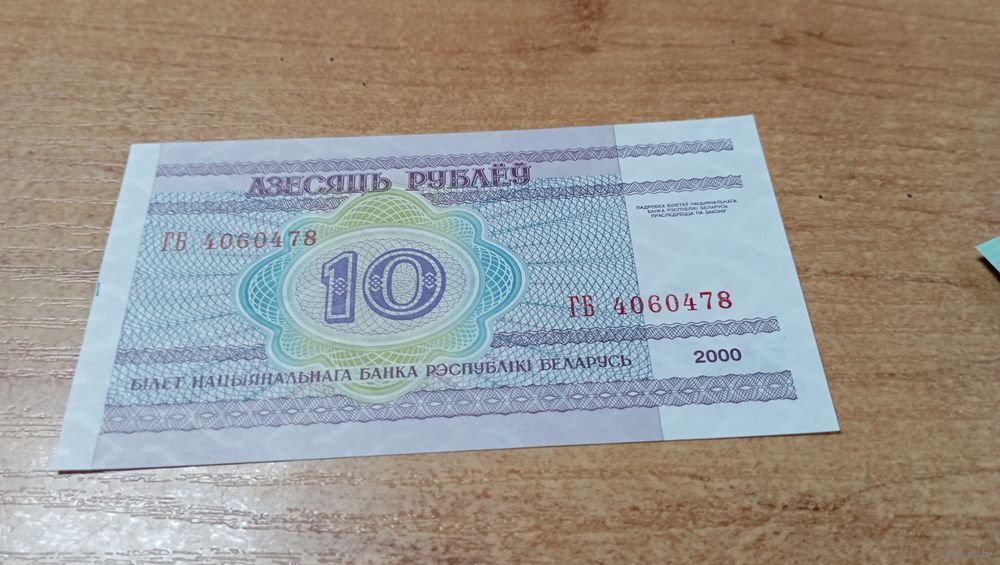 ДЗЕСЯЦЬ РУБЛЁЎ
ПАДРОБКА БІЛЕТАЎ НАЦЫЯНАЛЬНАГА
БАНКА РЭСПУБЛІКІ БЕЛАРУСЬ
ПРАСЛЕДУЕЦЦА ПА ЗАКОНУ
ГБ 4060478
10
ГБ 4060478
2000
БІЛЕТ НАЦЫЯНАЛЬНАГА БАНКА РЭСПУБЛІКІ БЕЛАРУСЬ